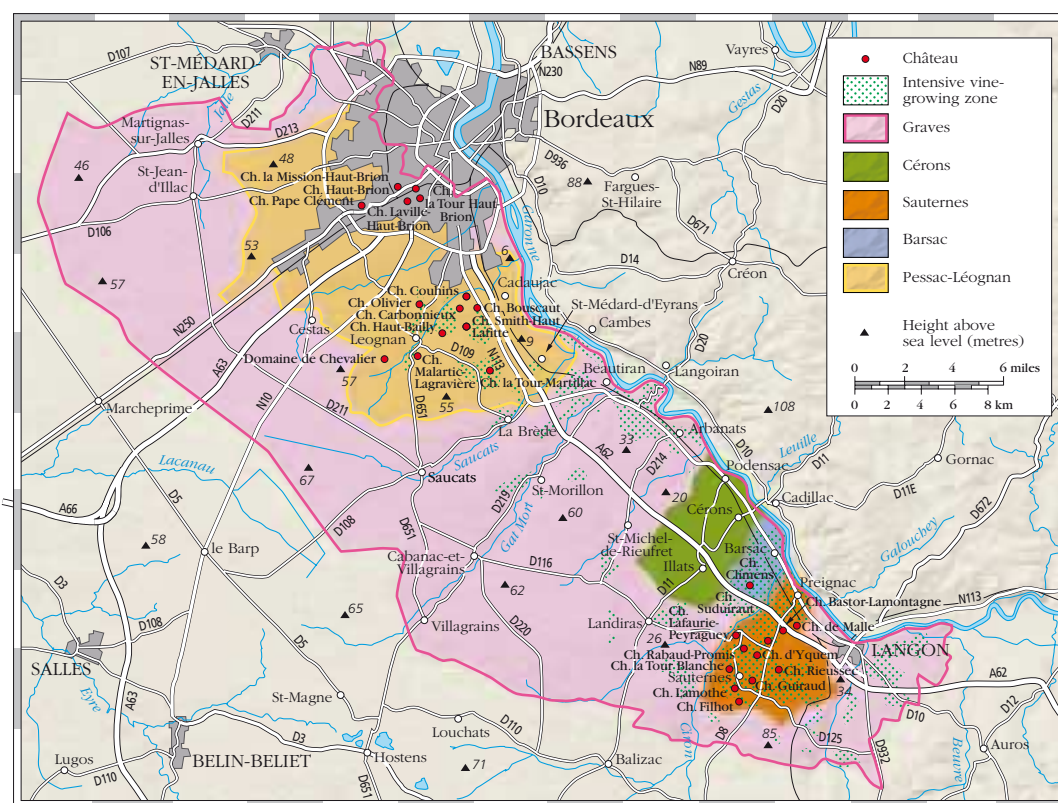 D107
ST-MÉDARD-
EN-JALLES
BASSENS
N230
Vayres
N89
Gestas
D20
Jalle
D211
Martignas-
sur-Jalles
D213
Bordeaux
D936
D10
46
48
St-Jean-
d'Illac
Ch. la Mission-Haut-Brion
Ch. Haut-Brion
Ch. Pape Clément
Ch.
la Tour Haut-
Brion
Ch. Laville-
Haut-Brion
88
Fargues-
St-Hilaire
D671
Garonne
D106
53
6
D14
Créon
57
Cadaujac
Ch. Couhins
Ch. Olivier
Ch. Carbonnieux
Ch. Haut-Bailly
Ch. Bouscaut
Ch. Smith-Haut
Lafitte
St-Médard-d'Eyrans
Cambes
N250
Cestas
A63
Leognan
D109
N113
9
D20
Domaine de Chevalier
57
Ch.
Malartic-
Lagravière
Ch. la Tour-Martillac
Beautiran
Langoiran
Marcheprime
N10
D211
D651
55
La Brède
108
Arbanats
D10
Leuille
D11
Lacanau
D5
67
Saucats
Saucats
A62
33
D214
Podensac
Gornac
A66
D219
St-Morillon
20
Cadillac
D11E
D672
58
D108
D651
Gat Mort
60
Cérons
le Barp
Cabanac-et-
Villagrains
St-Michel-
de-Rieufret
Barsac
Galouchey
D3
D116
Illats
Ch.
Climens
Preignac
62
D11
Ch.
Suduiraut
Ch. Bastor-Lamontagne
N113
65
D108
Villagrains
D220
Landiras
Ch.
Lafaurie-
Peyraguey
Ch. de Malle
26
SALLES
D5
Ch. Rabaud-Promis
Ch. d'Yquem
LANGON
Ch. la Tour Blanche
Ch. Rieussec
A62
Sauternes
Ch. Guiraud
34
Eyre
A63
St-Magne
Ch. Lamothe
Ch. Filhot
D10
D12
Louchats
D110
Ciron
D8
85
D125
D932
Beuve
Auros
Lugos
D110
BELIN-BELIET
D3
Hostens
D651
71
Balizac
Château
Intensive vine-
growing zone
Graves
Cérons
Sauternes
Barsac
Pessac-Léognan
Height above
sea level (metres)
0 2 4 6 miles
0 2 4 6 8 km